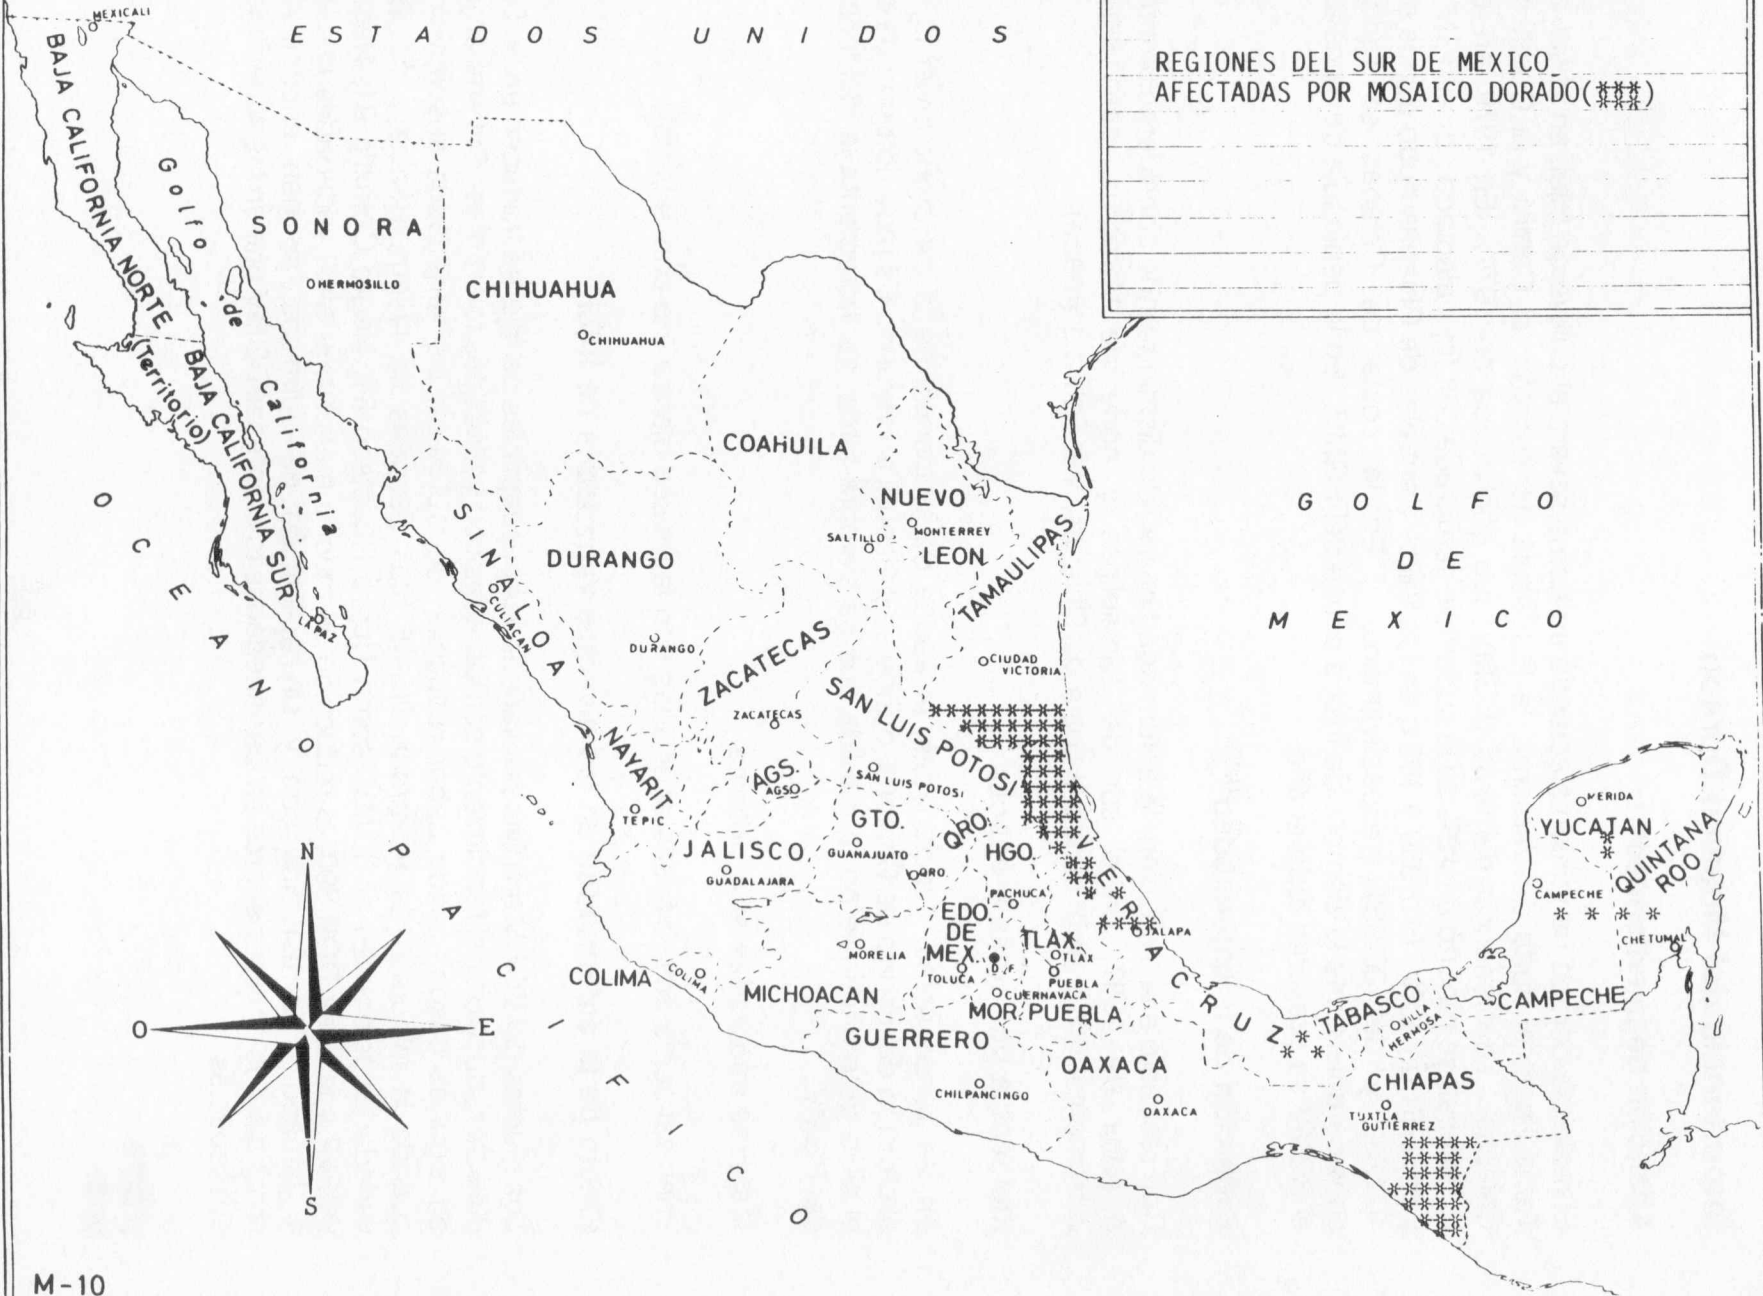 MEXICALI
E S T A D O S   U N I D O S
REGIONES DEL SUR DE MEXICO
AFECTADAS POR MOSAICO DORADO(***)
BAJA CALIFORNIA NORTE
(Territorio)
BAJA CALIFORNIA SUR
LA PAZ
Golfo de California
SONORA
HERMOSILLO
CHIHUAHUA
CHIHUAHUA
COAHUILA
SALTILLO
NUEVO
LEON
MONTERREY
TAMAULIPAS
CIUDAD
VICTORIA
SINALOA
CULIACAN
DURANGO
DURANGO
ZACATECAS
ZACATECAS
SAN LUIS POTOSI
SAN LUIS POTOSI
G O L F O
D E
M E X I C O
NAYARIT
TEPIC
AGS.
AGS
JALISCO
GUADALAJARA
GTO.
GUANAJUATO
QRO.
QRO.
HGO.
PACHUCA
VERACRUZ
JALAPA
EDO.
DE
MEX.
TOLUCA
D F
TLAX.
TLAX
PUEBLA
CUERNAVACA
MOR.
PUEBLA
COLIMA
COLIMA
MICHOACAN
MORELIA
GUERRERO
CHILPANCINGO
OAXACA
OAXACA
TABASCO
VILLA
HERMOSA
CHIAPAS
TUXTLA
GUTIERREZ
CAMPECHE
CAMPECHE
YUCATAN
MERIDA
QUINTANA
ROO
CHETUMAL
O C E A N O   P A C I F I C O
N
O
E
S
M-10